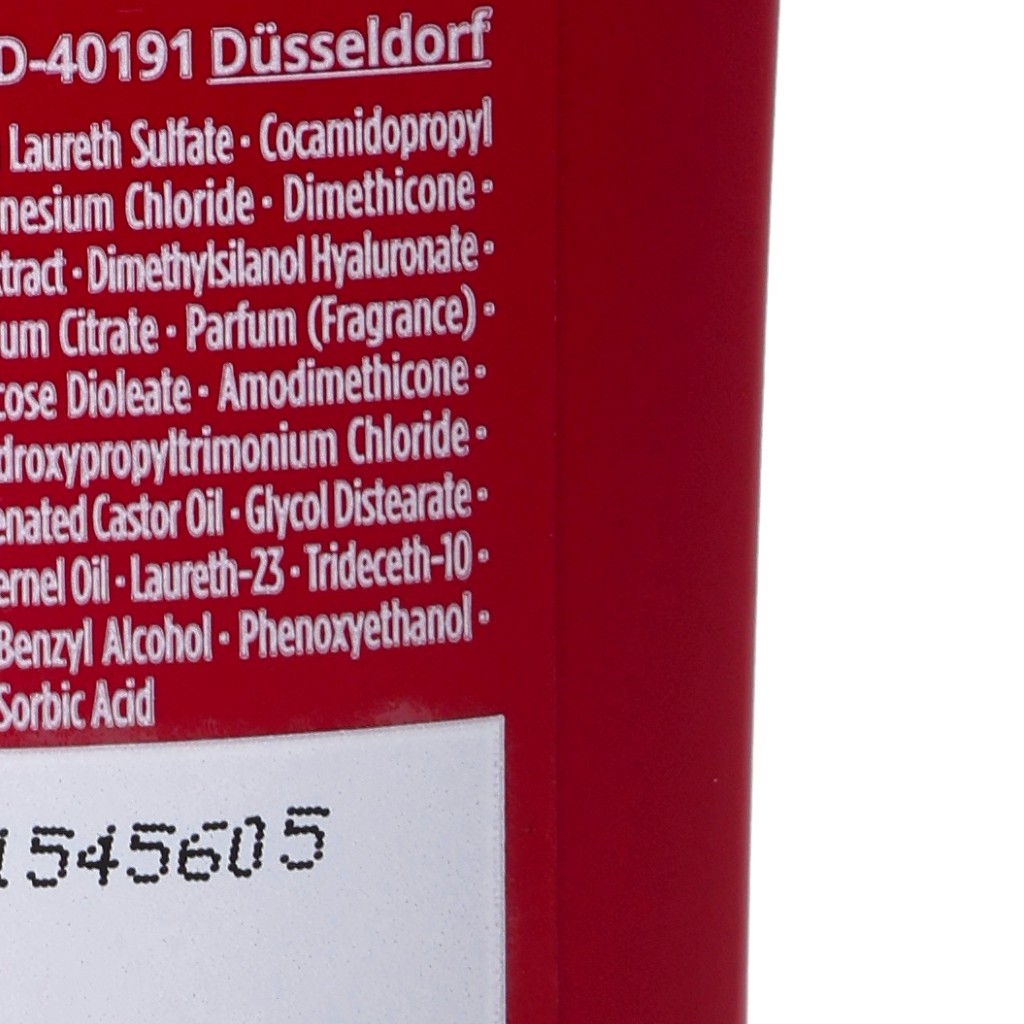 D-40191 Düsseldorf
Laureth Sulfate · Cocamidopropyl
nesium Chloride · Dimethicone ·
tract · Dimethylsilanol Hyaluronate ·
um Citrate · Parfum (Fragrance) ·
cose Dioleate · Amodimethicone ·
droxypropyltrimonium Chloride ·
enated Castor Oil · Glycol Distearate ·
ernel Oil · Laureth-23 · Trideceth-10 ·
Benzyl Alcohol · Phenoxyethanol ·
Sorbic Acid
1545605